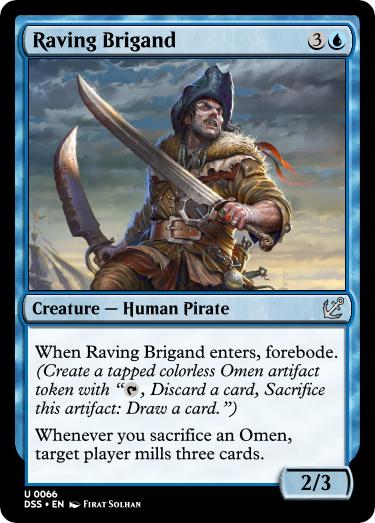 Raving Brigand 3
Creature — Human Pirate
When Raving Brigand enters, forebode.
(Create a tapped colorless Omen artifact
token with “, Discard a card, Sacrifice
this artifact: Draw a card.”)
Whenever you sacrifice an Omen,
target player mills three cards.
2/3
U 0066
DSS • EN Firat Solhan